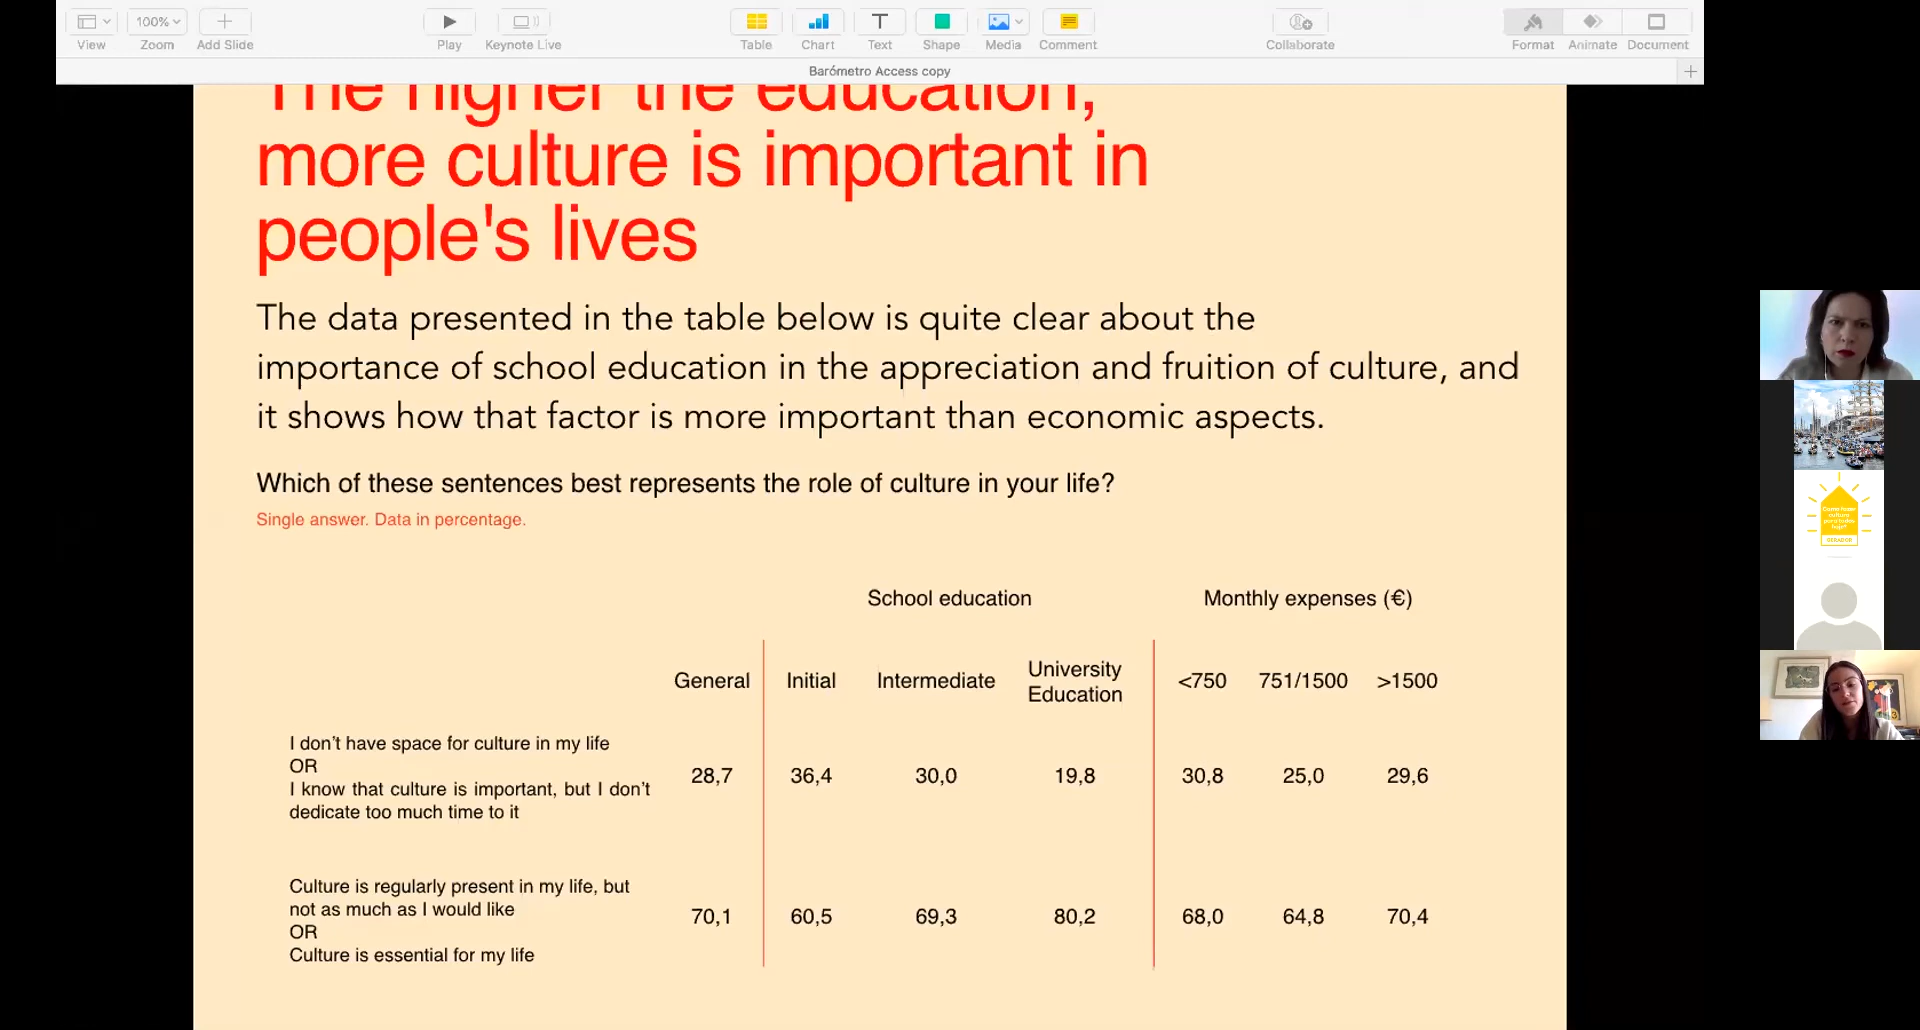 100%
View
Zoom
Add Slide
Play
Keynote Live
Table
Chart
Text
Shape
Media
Comment
Collaborate
Format
Animate
Document
Barómetro Access copy
The higher the education,
more culture is important in
people's lives
The data presented in the table below is quite clear about the
importance of school education in the appreciation and fruition of culture, and
it shows how that factor is more important than economic aspects.
Which of these sentences best represents the role of culture in your life?
Single answer. Data in percentage.
School education Monthly expenses (€)
General Initial Intermediate University Education <750 751/1500 >1500
I don't have space for culture in my life
OR
I know that culture is important, but I don't
dedicate too much time to it
28,7 36,4 30,0 19,8 30,8 25,0 29,6
Culture is regularly present in my life, but
not as much as I would like
OR
Culture is essential for my life
70,1 60,5 69,3 80,2 68,0 64,8 70,4
cultura
GERADOR